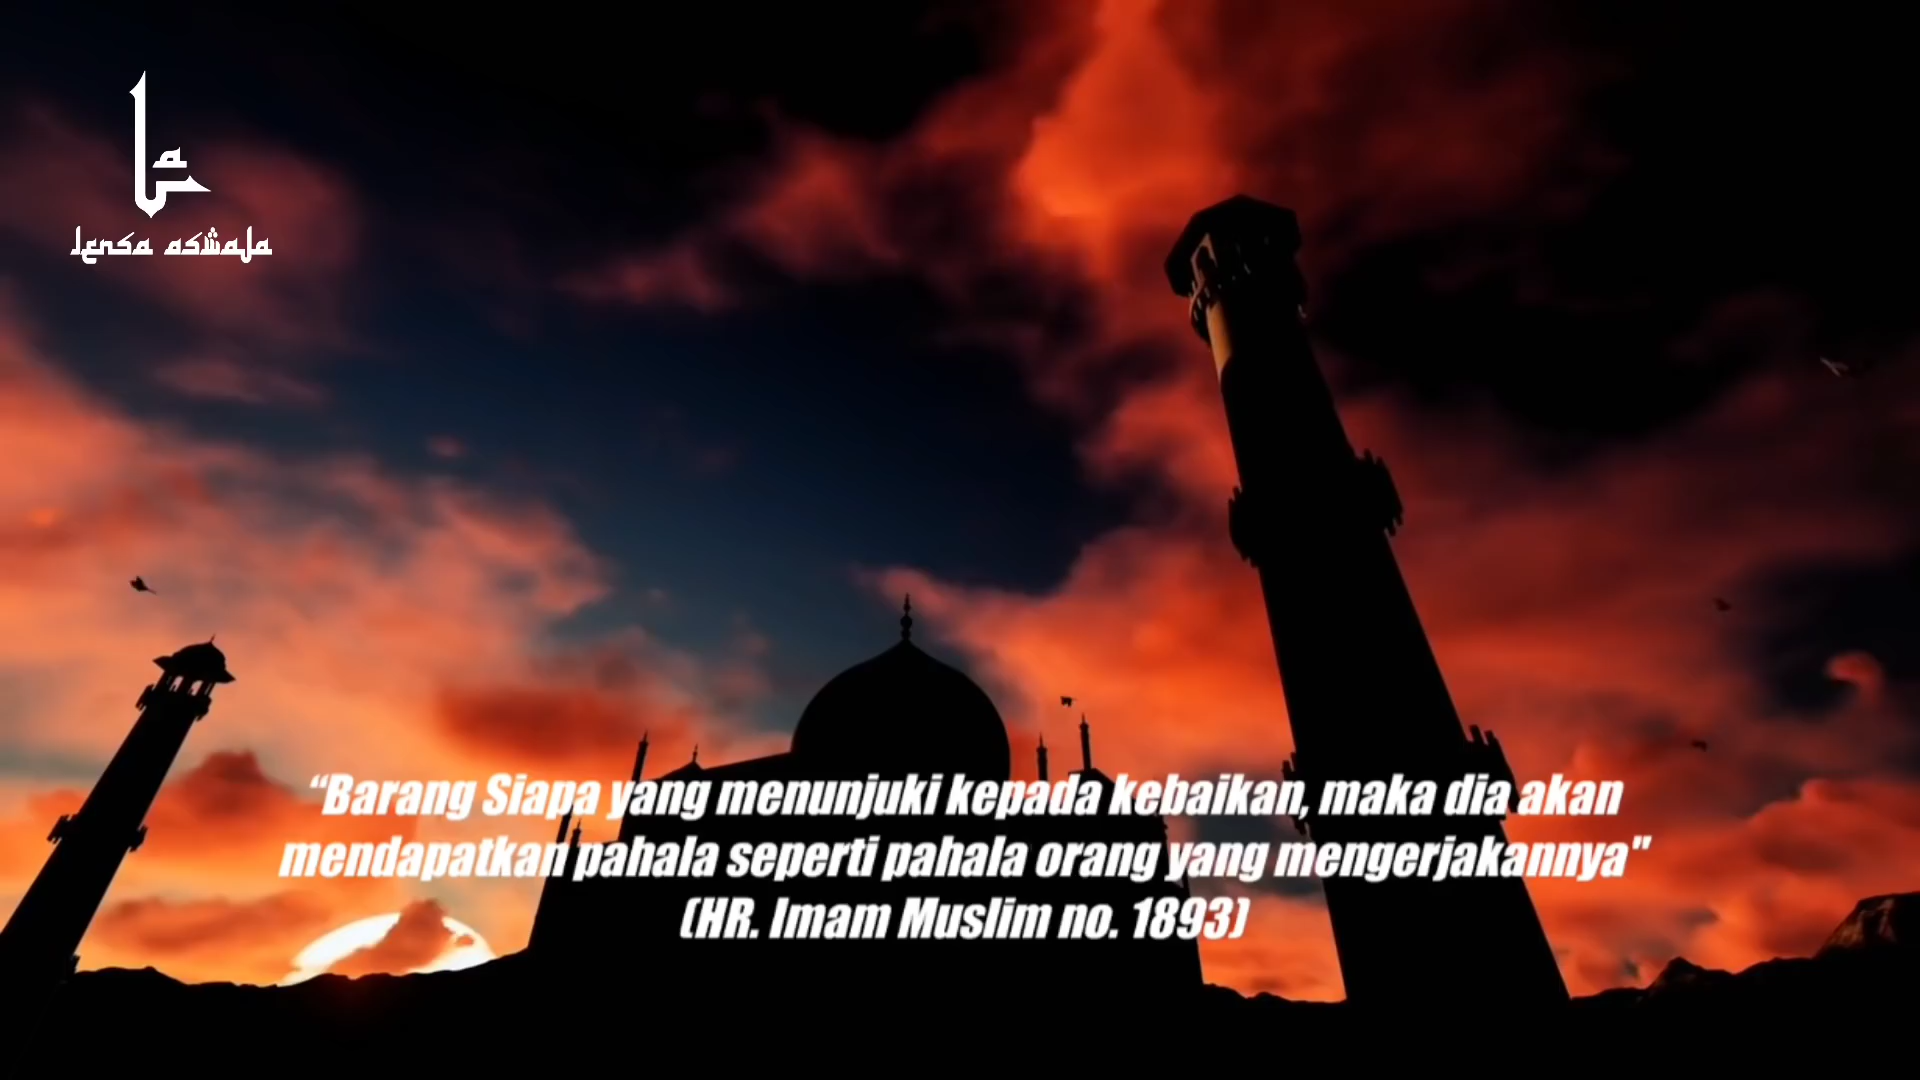 LA
lensa aswaja
“Barang Siapa yang menunjuki kepada kebaikan, maka dia akan
mendapatkan pahala seperti pahala orang yang mengerjakannya"
(HR. Imam Muslim no. 1893)